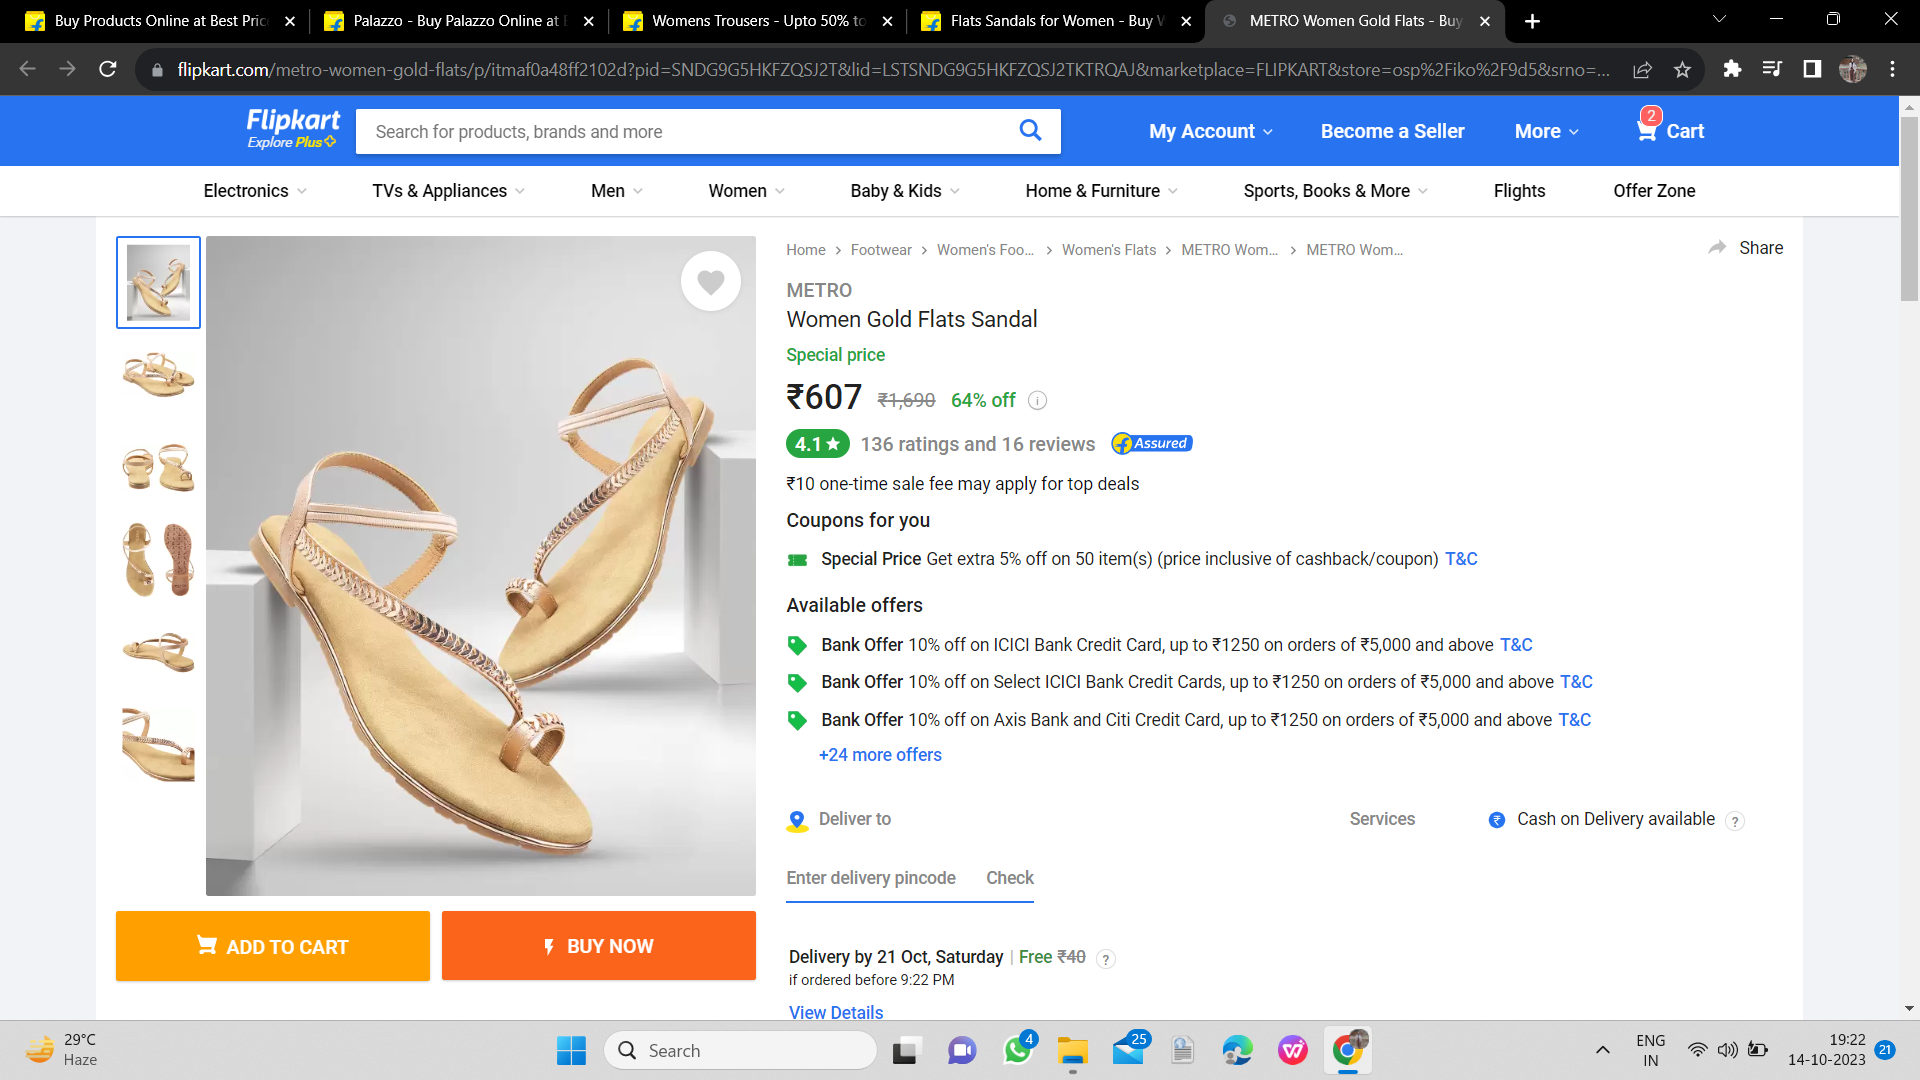 Buy Products Online at Best Pric
Palazzo - Buy Palazzo Online at B
Womens Trousers - Upto 50% to
Flats Sandals for Women - Buy W
METRO Women Gold Flats - Buy
flipkart.com/metro-women-gold-flats/p/itmaf0a48ff2102d?pid=SNDG9G5HKFZQSJ2T&lid=LSTSNDG9G5HKFZQSJ2TKTRQAJ&marketplace=FLIPKART&store=osp%2Fiko%2F9d5&srno=...
Flipkart
Explore Plus
Search for products, brands and more
My Account
Become a Seller
More
2
Cart
Electronics
TVs & Appliances
Men
Women
Baby & Kids
Home & Furniture
Sports, Books & More
Flights
Offer Zone
Home > Footwear > Women's Foo... > Women's Flats > METRO Wom... > METRO Wom...
Share
METRO
Women Gold Flats Sandal
Special price
₹607 ₹1,690 64% off
4.1 ★ 136 ratings and 16 reviews Assured
₹10 one-time sale fee may apply for top deals
Coupons for you
Special Price Get extra 5% off on 50 item(s) (price inclusive of cashback/coupon) T&C
Available offers
Bank Offer 10% off on ICICI Bank Credit Card, up to ₹1250 on orders of ₹5,000 and above T&C
Bank Offer 10% off on Select ICICI Bank Credit Cards, up to ₹1250 on orders of ₹5,000 and above T&C
Bank Offer 10% off on Axis Bank and Citi Credit Card, up to ₹1250 on orders of ₹5,000 and above T&C
+24 more offers
Deliver to
Services
₹ Cash on Delivery available ?
Enter delivery pincode Check
ADD TO CART
BUY NOW
Delivery by 21 Oct, Saturday | Free ₹40 ?
if ordered before 9:22 PM
View Details
29°C
Haze
Search
4
25
ENG
IN
19:22
14-10-2023
21